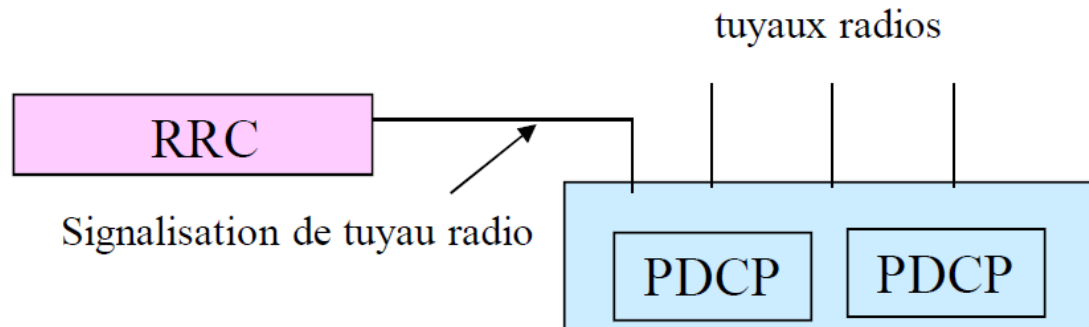 tuyaux radios
RRC
Signalisation de tuyau radio
PDCP
PDCP